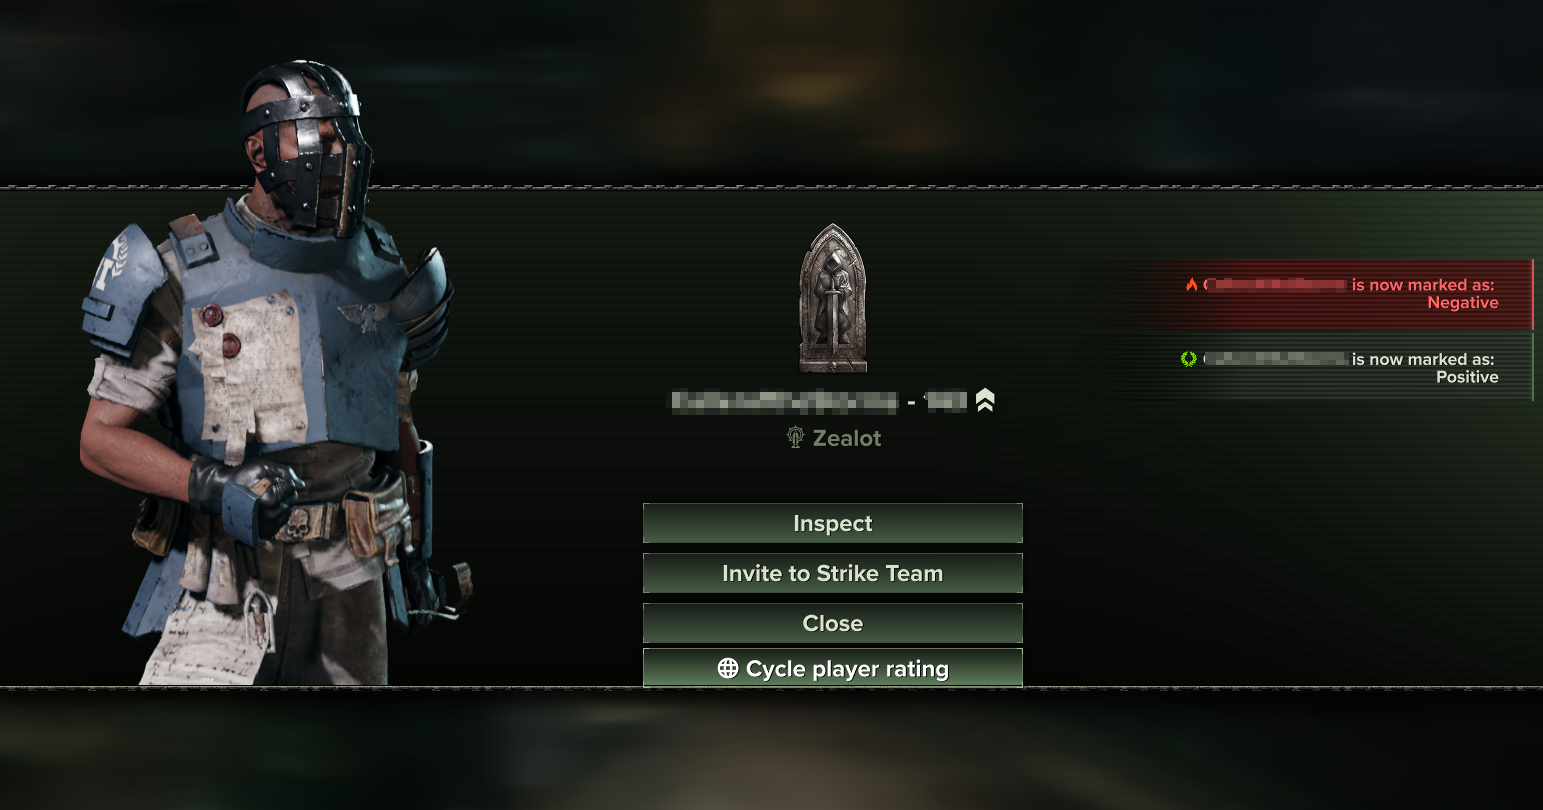 is now marked as:
Negative
is now marked as:
Positive
-
Zealot
Inspect
Invite to Strike Team
Close
Cycle player rating